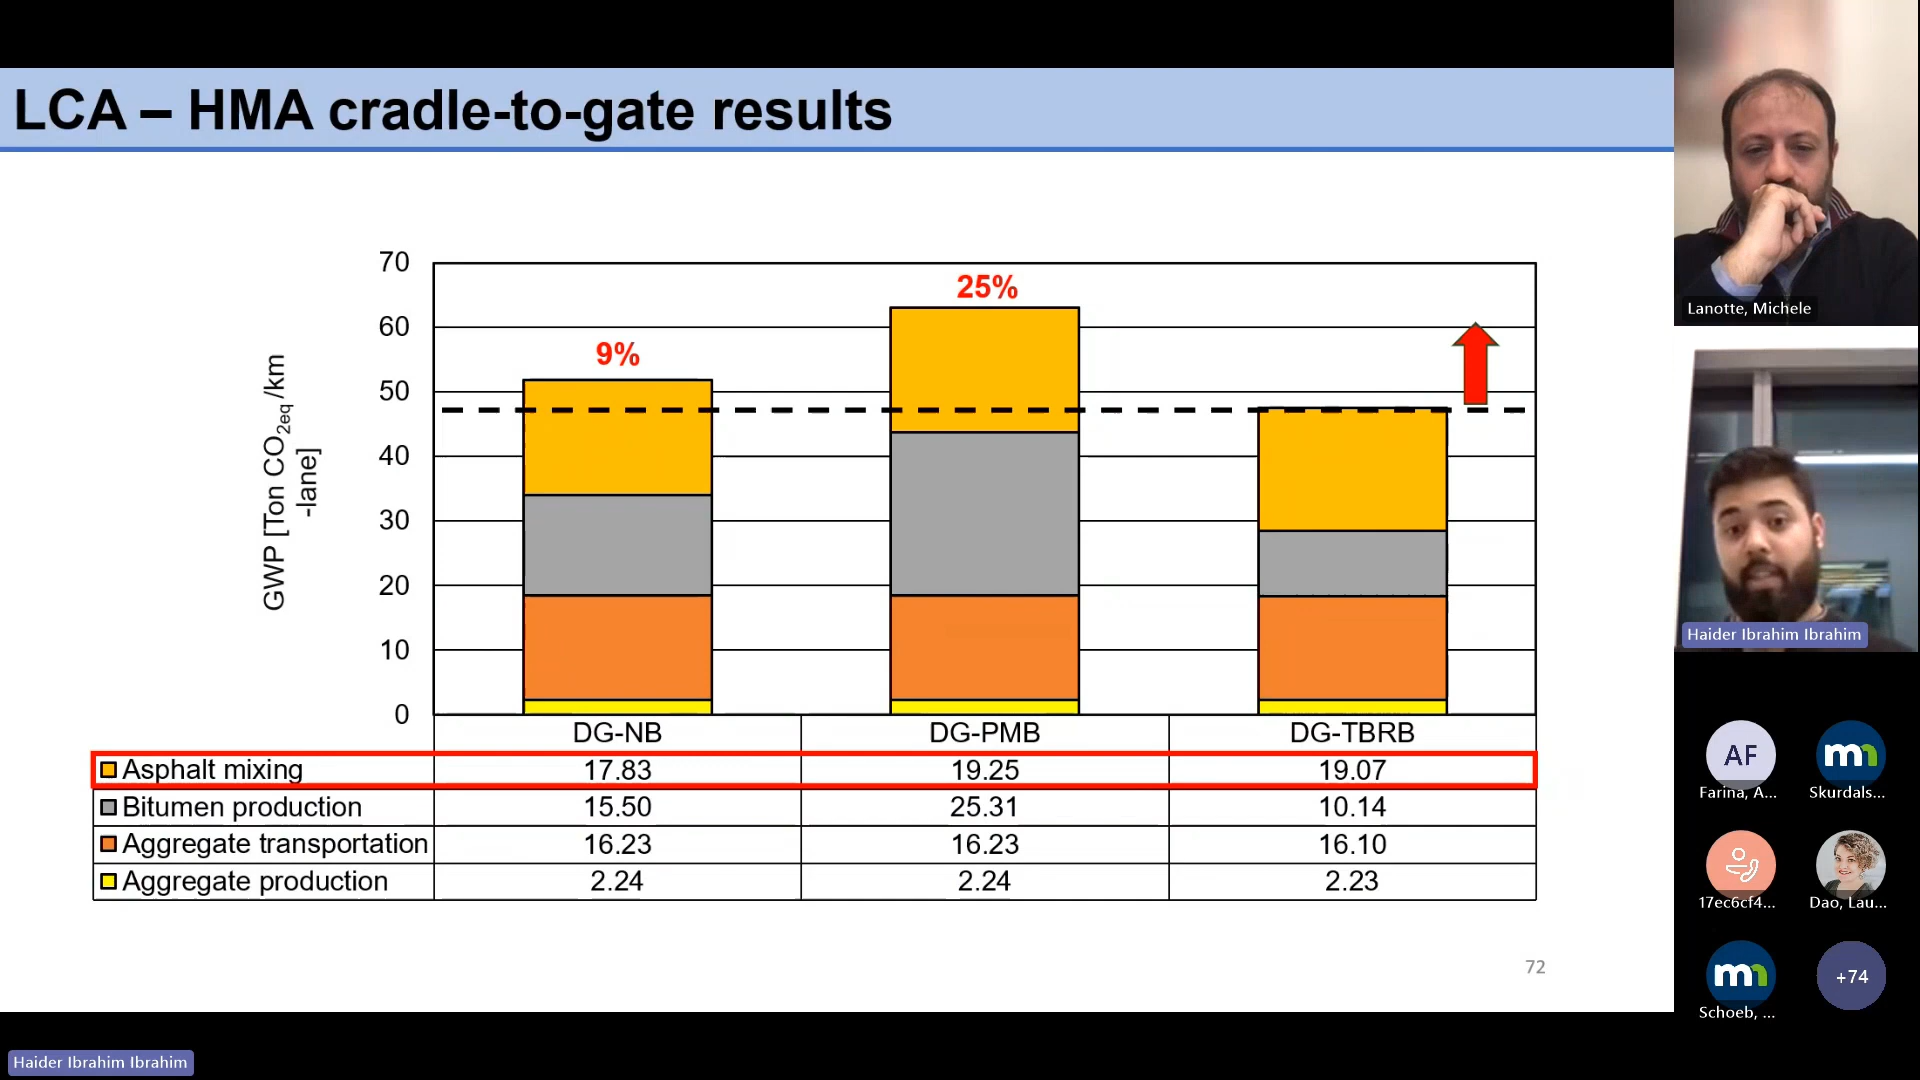 LCA – HMA cradle-to-gate results
GWP [Ton CO2eq /km
-lane]
70
60
50
40
30
20
10
0
9%
25%
DG-NB DG-PMB DG-TBRB
Asphalt mixing 17.83 19.25 19.07
Bitumen production 15.50 25.31 10.14
Aggregate transportation 16.23 16.23 16.10
Aggregate production 2.24 2.24 2.23
72
Haider Ibrahim Ibrahim
Lanotte, Michele
Haider Ibrahim Ibrahim
AF
Farina, A...
mn
Skurdals...
17ec6cf4...
Dao, Lau...
mn
Schoeb, ...
+74